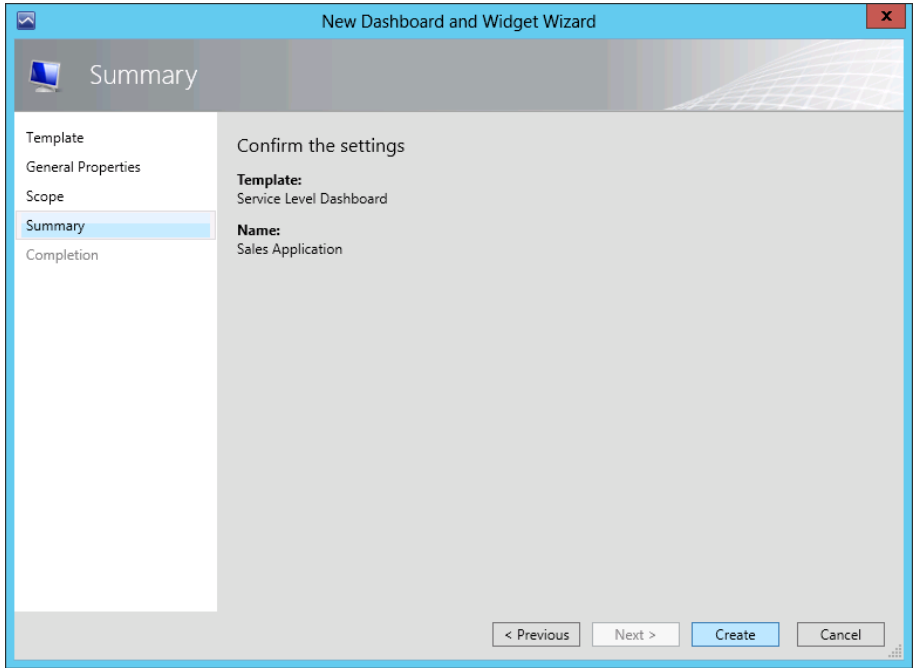 New Dashboard and Widget Wizard
x
Summary
Template
General Properties
Scope
Summary
Completion
Confirm the settings
Template:
Service Level Dashboard
Name:
Sales Application
< Previous
Next >
Create
Cancel